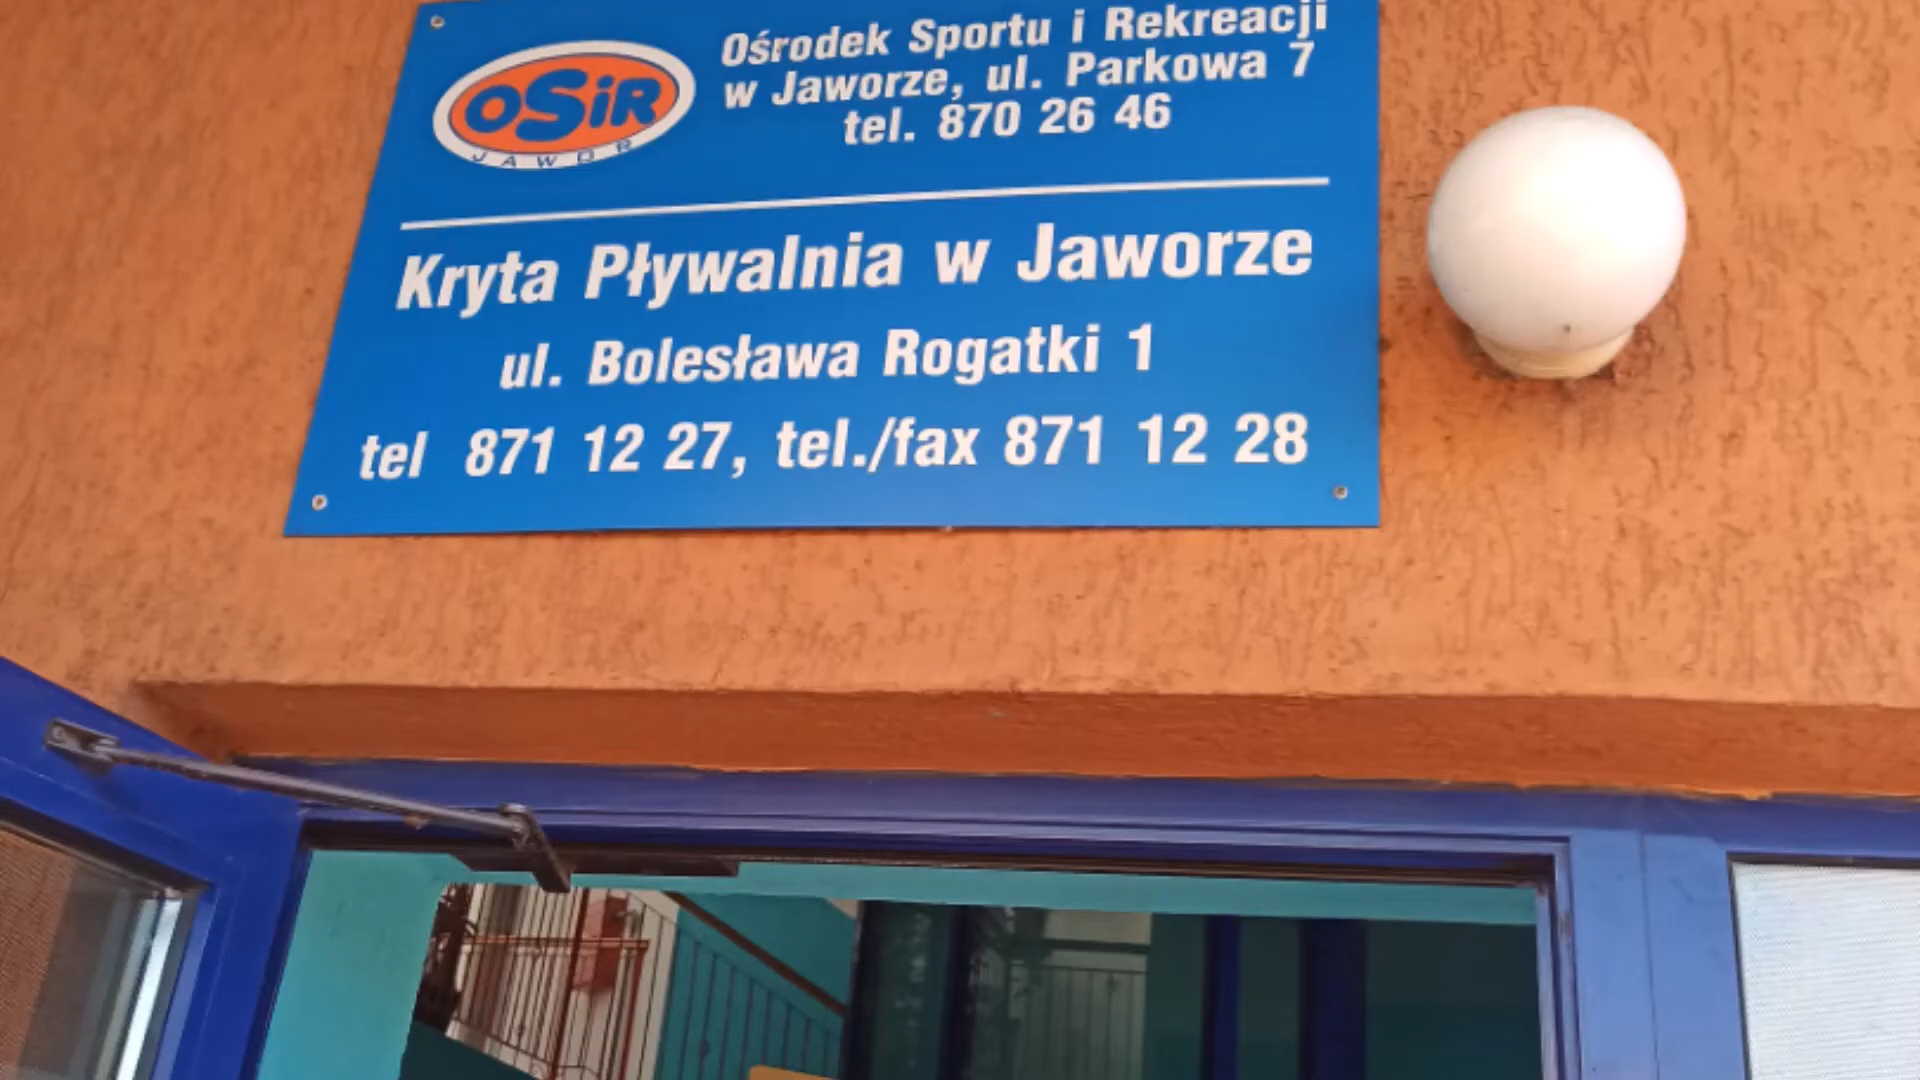 OSiR
JAWOR
Ośrodek Sportu i Rekreacji
w Jaworze, ul. Parkowa 7
tel. 870 26 46
Kryta Pływalnia w Jaworze
ul. Bolesława Rogatki 1
tel 871 12 27, tel./fax 871 12 28